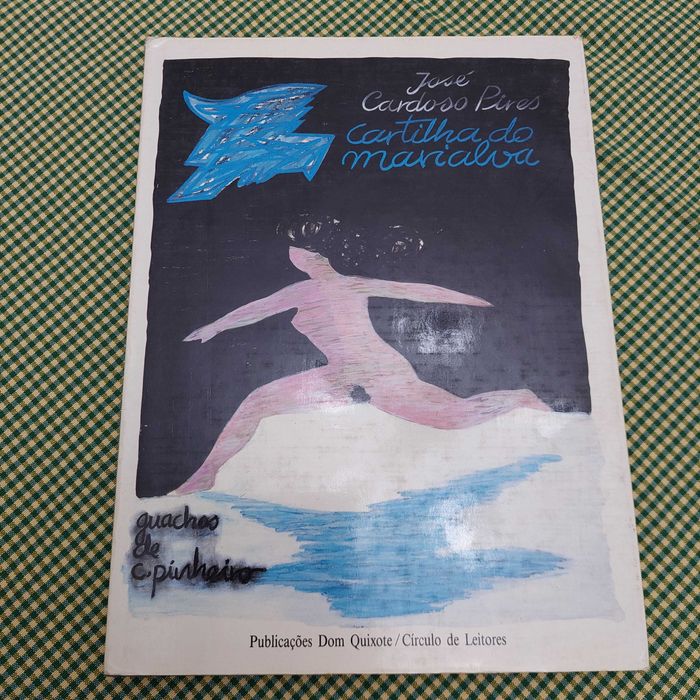 José
Cardoso Pires
cartilha do
marialva
guaches
de
c. pinheiro
Publicações Dom Quixote/Círculo de Leitores